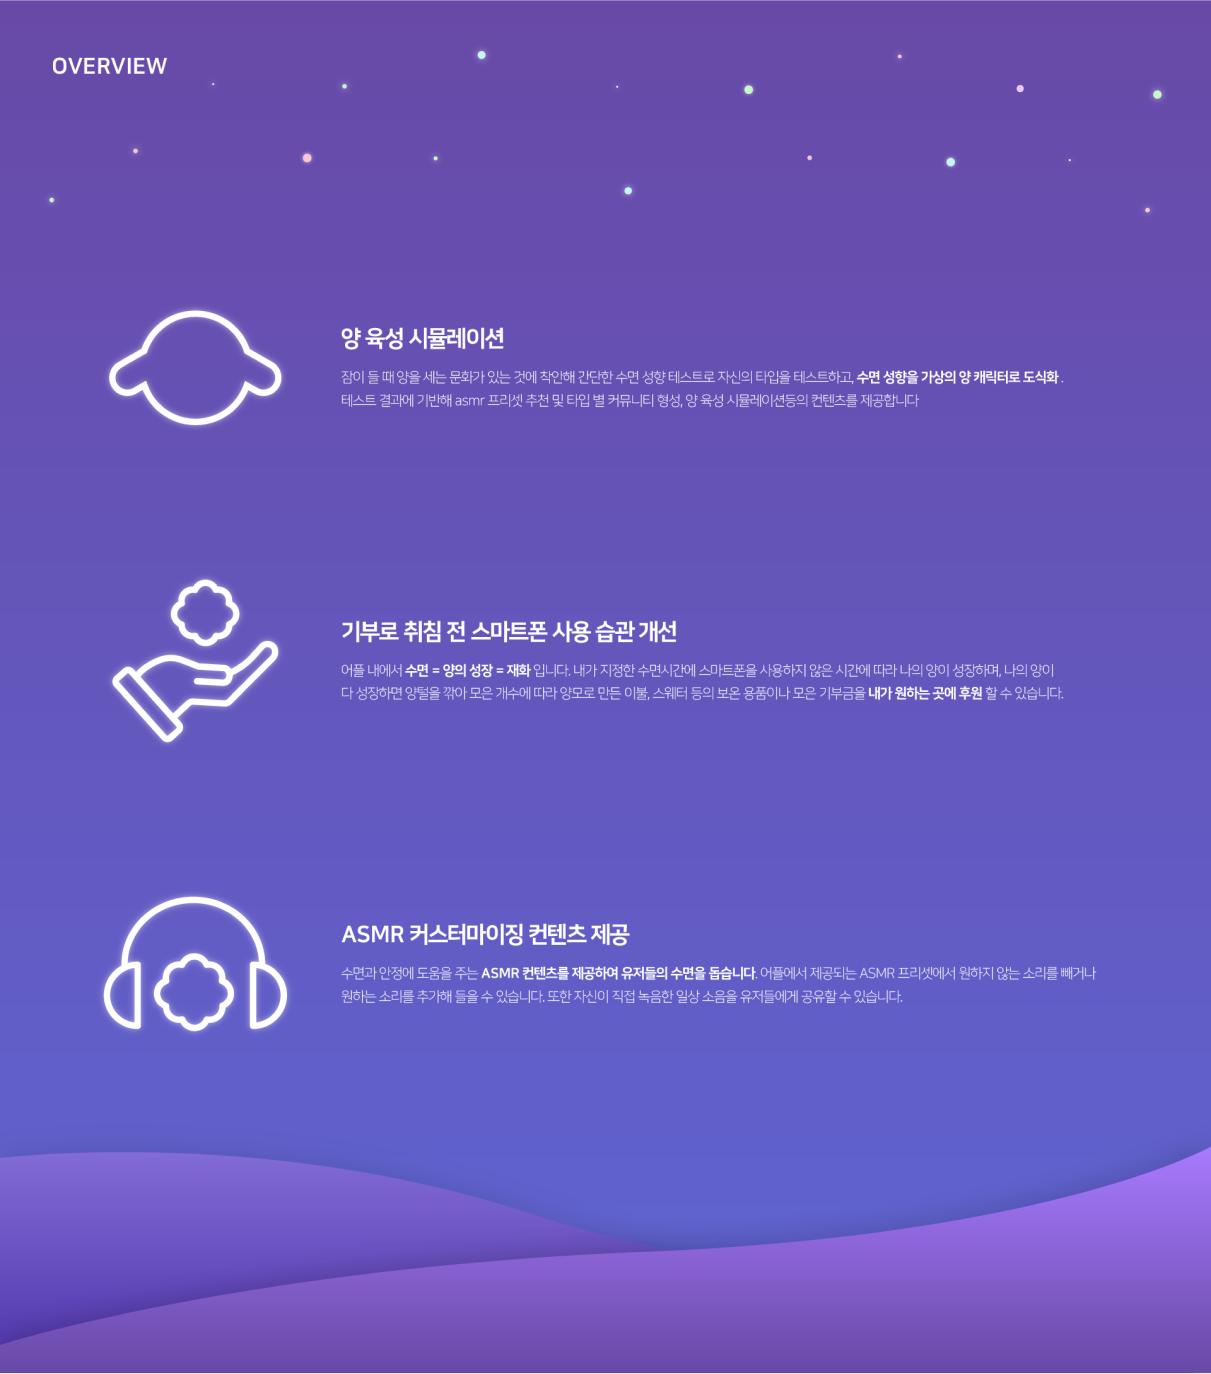 OVERVIEW
양 육성 시뮬레이션
잠이 들 때 양을 세는 문화가 있는 것에 착안해 간단한 수면 성향 테스트로 자신의 타입을 테스트하고, 수면 성향을 가상의 양 캐릭터로 도식화 .
테스트 결과에 기반해 asmr 프리셋 추천 및 타입 별 커뮤니티 형성, 양 육성 시뮬레이션등의 컨텐츠를 제공합니다
기부로 취침 전 스마트폰 사용 습관 개선
어플 내에서 수면 = 양의 성장 = 재화 입니다. 내가 지정한 수면시간에 스마트폰을 사용하지 않은 시간에 따라 나의 양이 성장하며, 나의 양이
다 성장하면 양털을 깎아 모은 개수에 따라 양모로 만든 이불, 스웨터 등의 보온 용품이나 모은 기부금을 내가 원하는 곳에 후원 할 수 있습니다.
ASMR 커스터마이징 컨텐츠 제공
수면과 안정에 도움을 주는 ASMR 컨텐츠를 제공하여 유저들의 수면을 돕습니다. 어플에서 제공되는 ASMR 프리셋에서 원하지 않는 소리를 빼거나
원하는 소리를 추가해 들을 수 있습니다. 또한 자신이 직접 녹음한 일상 소음을 유저들에게 공유할 수 있습니다.